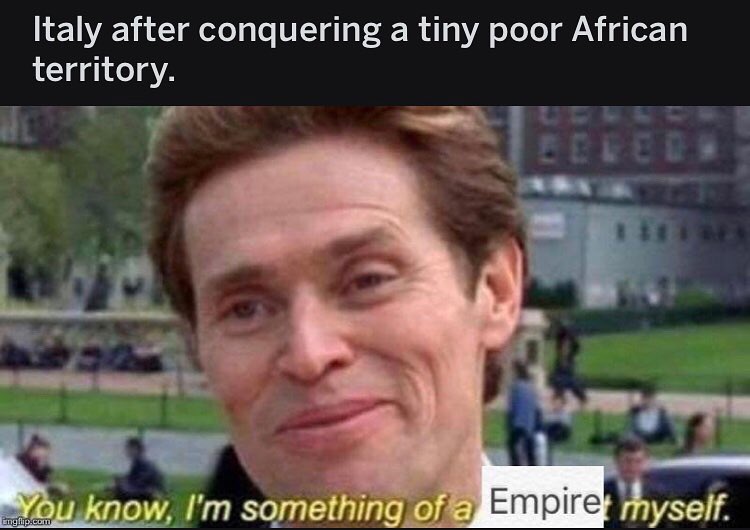 Italy after conquering a tiny poor African
territory.
You know, I'm something of a Empire myself.
imgflip.com